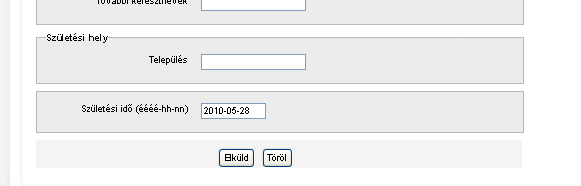 További keresztnevek
Születési hely
Település
Születési idő (éééé-hh-nn) 2010-05-28
Elküld Töröl